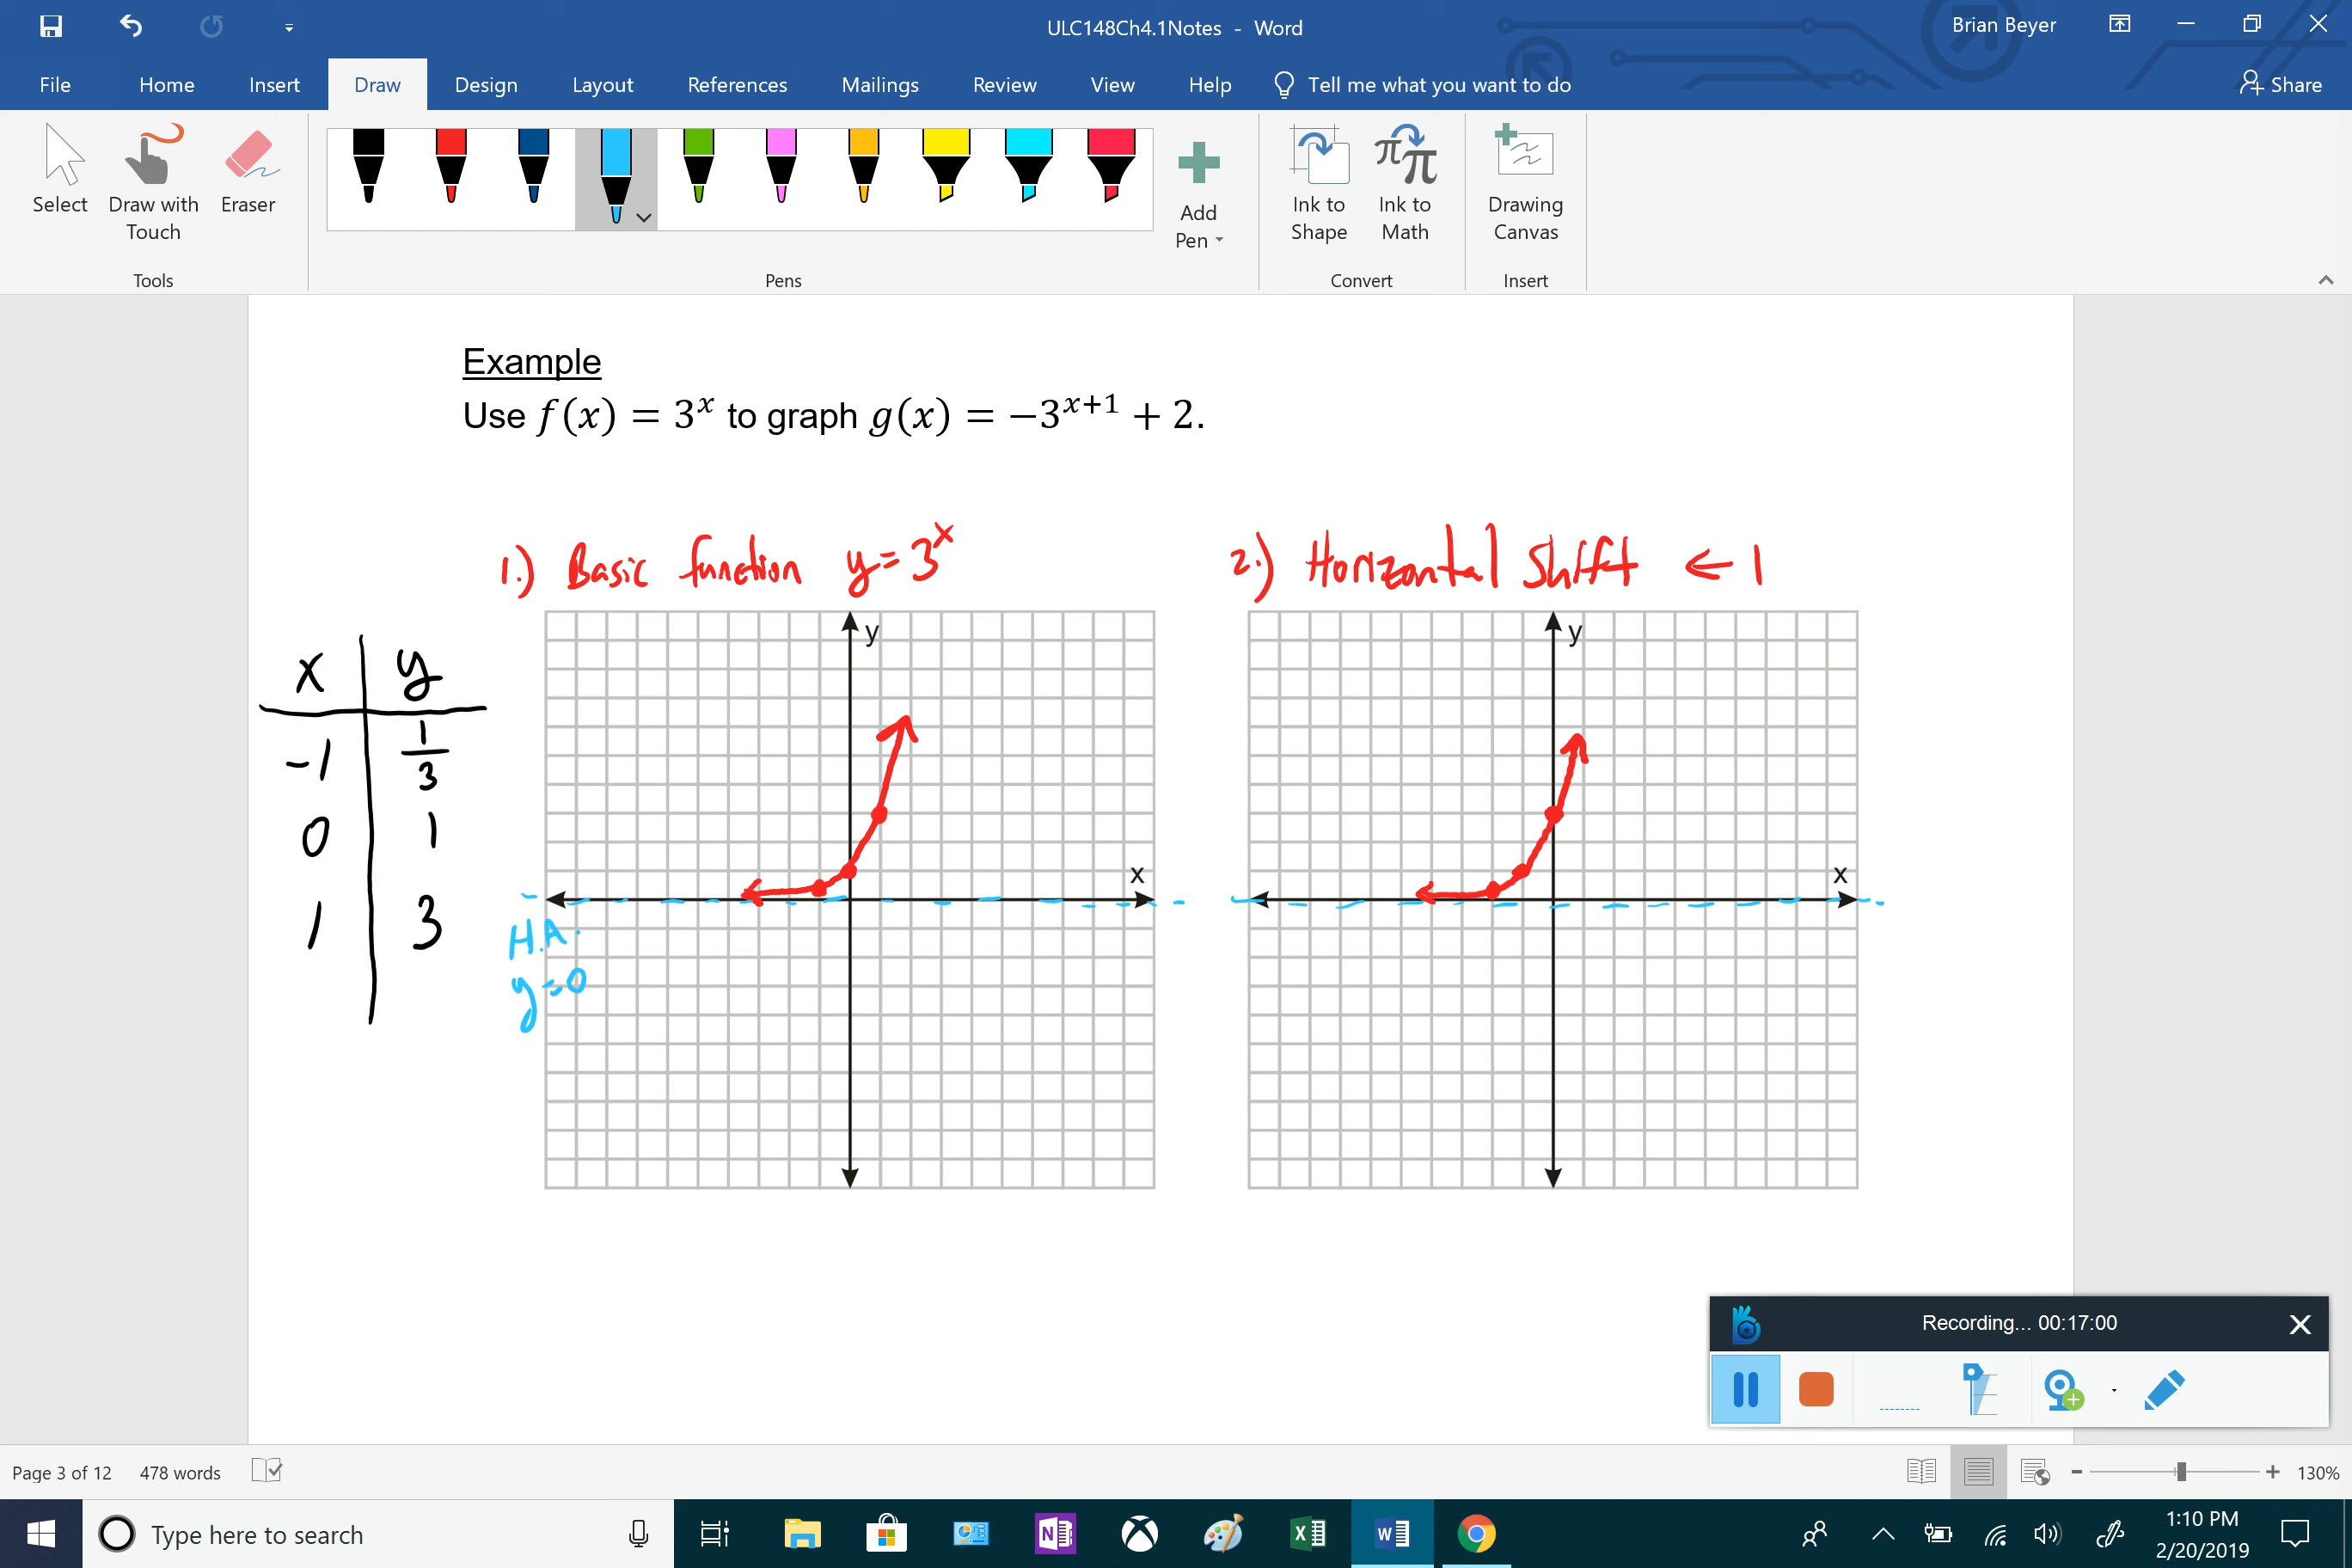 ULC148Ch4.1Notes - Word
Brian Beyer
File Home Insert Draw Design Layout References Mailings Review View Help Tell me what you want to do Share
Select Draw with Touch Eraser
Add Pen
Ink to Shape Ink to Math Drawing Canvas
Tools Pens Convert Insert
Example
Use f(x) = 3^x to graph g(x) = −3^{x+1} + 2.
1.) Basic function y=3^x
2.) Horizontal Shift ← 1
y
y
x y
-1 1/3
0 1
1 3
x
x
H.A.
y=0
Recording... 00:17:00
Page 3 of 12 478 words 130%
Type here to search
1:10 PM
2/20/2019